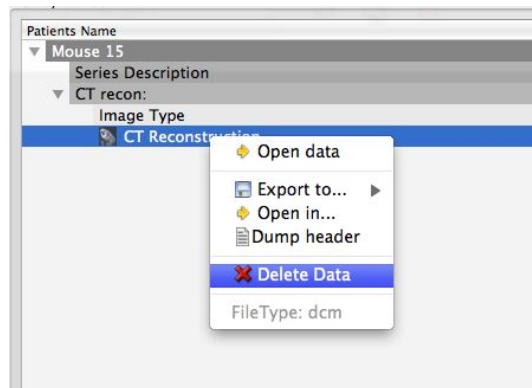 Patients Name
Mouse 15
Series Description
CT recon:
Image Type
CT Reconstruction
Open data
Export to...
Open in...
Dump header
Delete Data
FileType: dcm